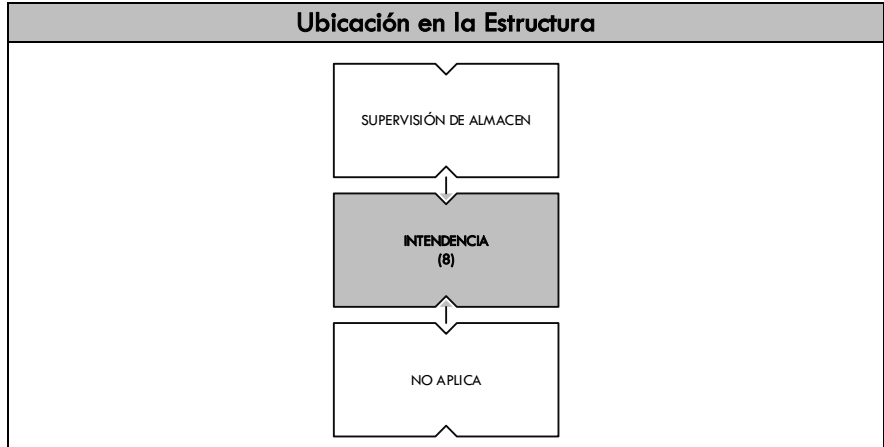 Ubicación en la Estructura
SUPERVISIÓN DE ALMACEN
INTENDENCIA
(8)
NO APLICA